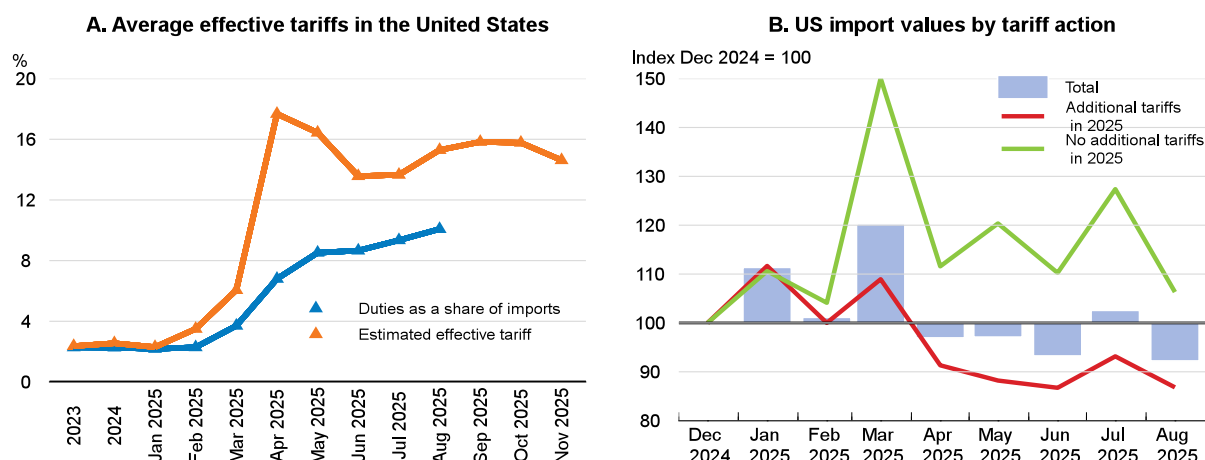 A. Average effective tariffs in the United States
%
20
16
12
8
4
0
Duties as a share of imports
Estimated effective tariff
2023
2024
Jan 2025
Feb 2025
Mar 2025
Apr 2025
May 2025
Jun 2025
Jul 2025
Aug 2025
Sep 2025
Oct 2025
Nov 2025
B. US import values by tariff action
Index Dec 2024 = 100
150
140
130
120
110
100
90
80
Total
Additional tariffs
in 2025
No additional tariffs
in 2025
Dec Jan Feb Mar Apr May Jun Jul Aug
2024 2025 2025 2025 2025 2025 2025 2025 2025